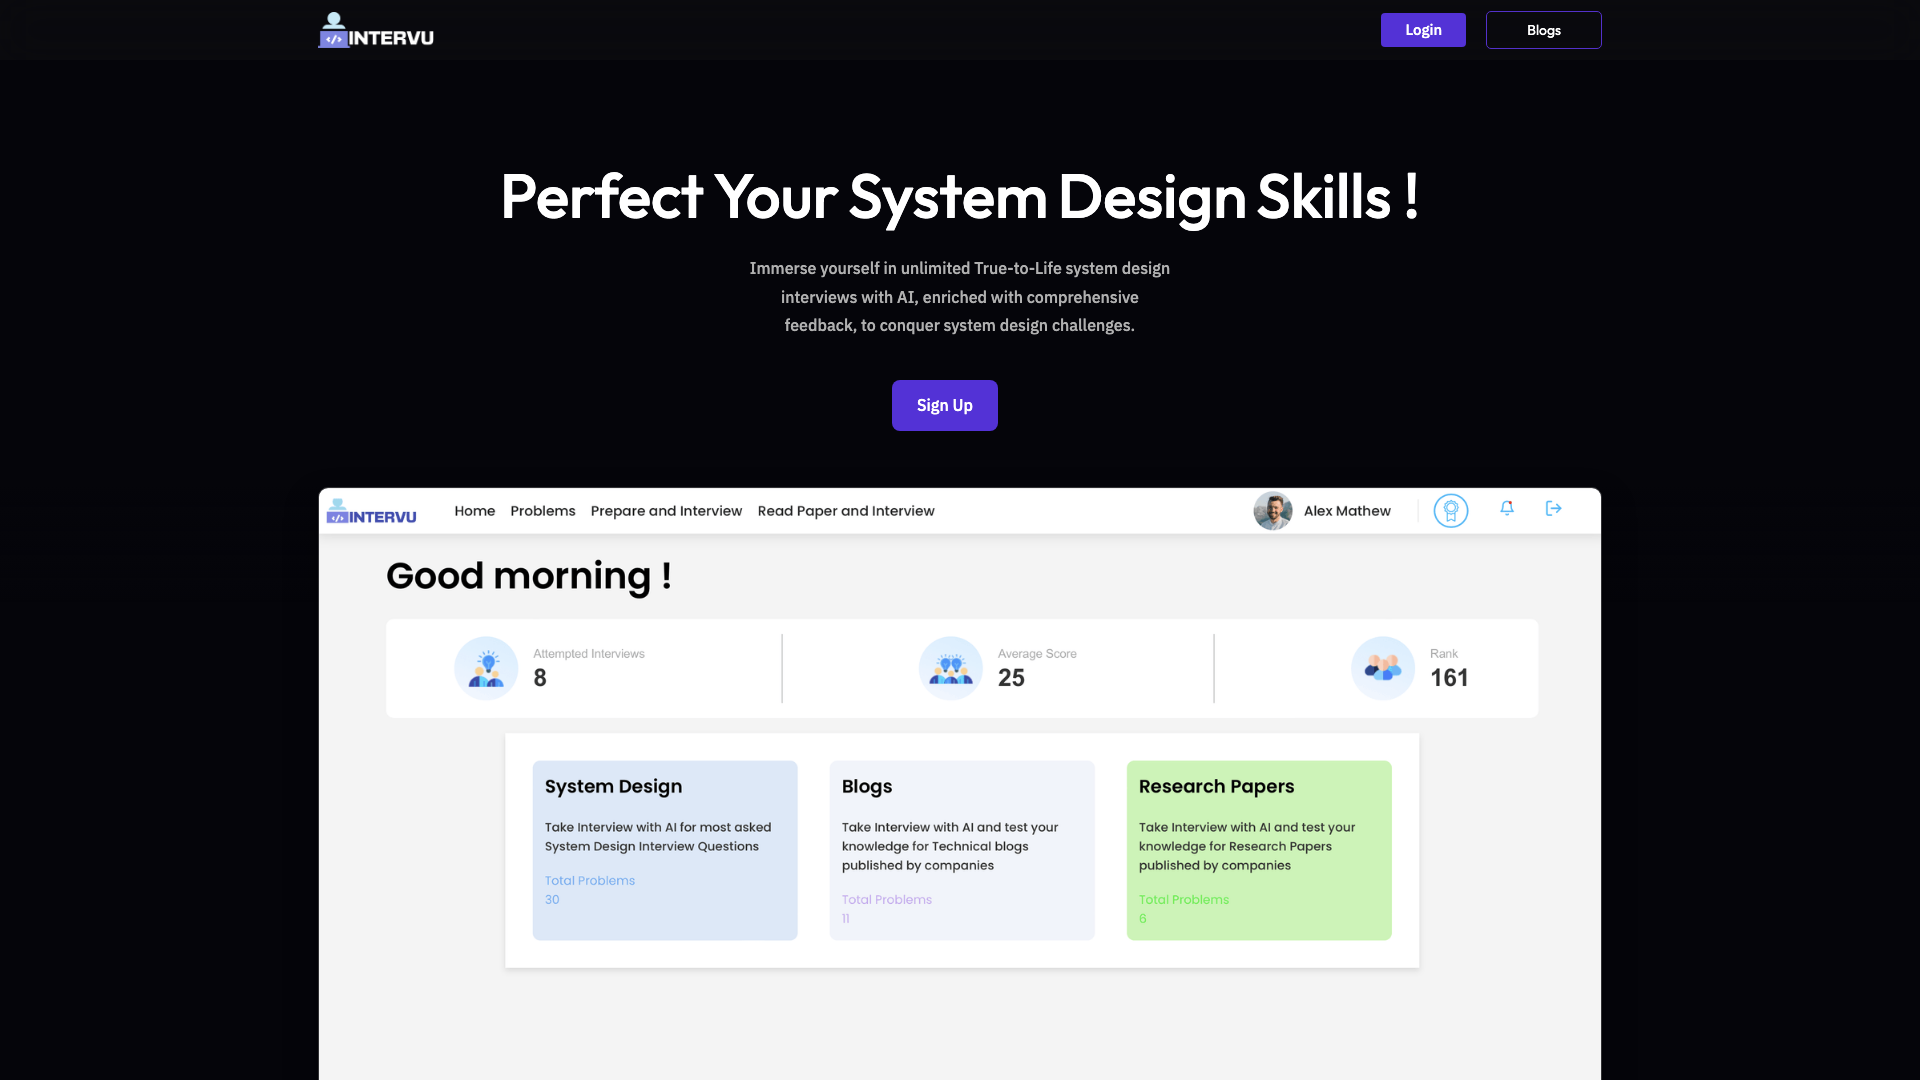 INTERVU
Login
Blogs
Perfect Your System Design Skills !
Immerse yourself in unlimited True-to-Life system design
interviews with AI, enriched with comprehensive
feedback, to conquer system design challenges.
Sign Up
INTERVU
Home
Problems
Prepare and Interview
Read Paper and Interview
Alex Mathew
Good morning !
Attempted Interviews
8
Average Score
25
Rank
161
System Design
Take Interview with AI for most asked
System Design Interview Questions
Total Problems
30
Blogs
Take Interview with AI and test your
knowledge for Technical blogs
published by companies
Total Problems
11
Research Papers
Take Interview with AI and test your
knowledge for Research Papers
published by companies
Total Problems
6